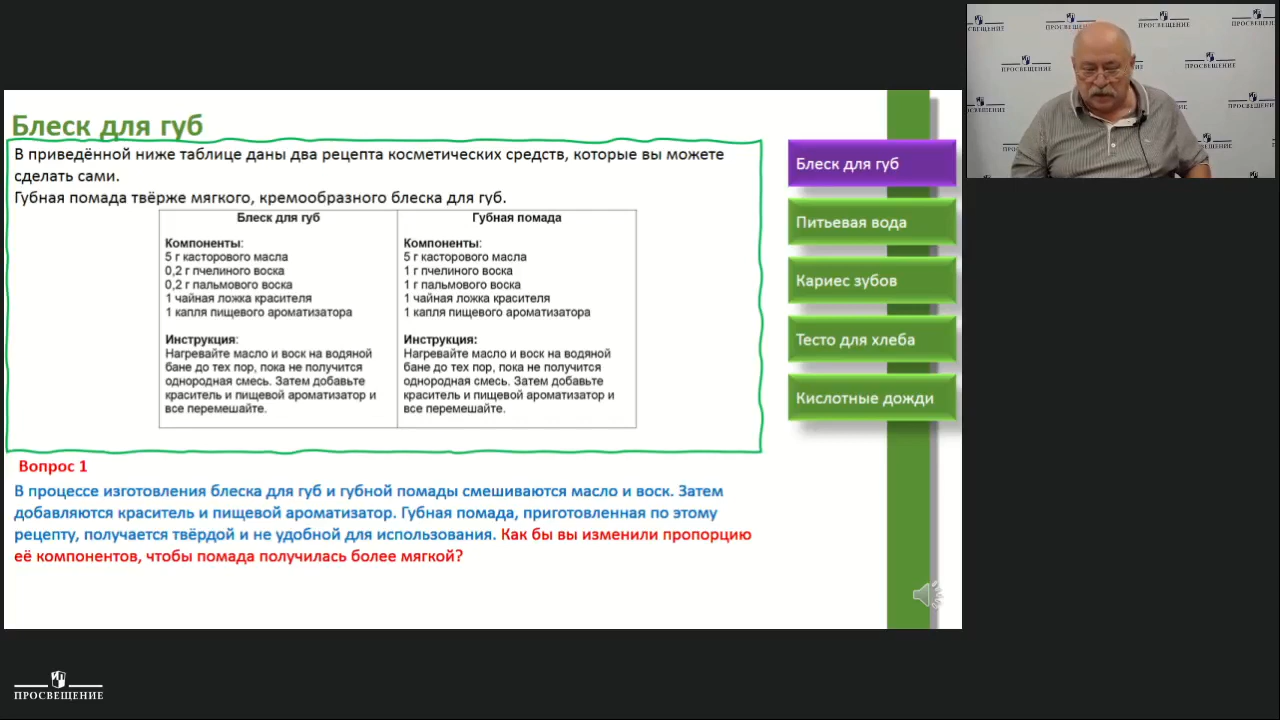 Блеск для губ
В приведённой ниже таблице даны два рецепта косметических средств, которые вы можете
сделать сами.
Губная помада твёрже мягкого, кремообразного блеска для губ.
Блеск для губ
Компоненты:
5 г касторового масла
0,2 г пчелиного воска
0,2 г пальмового воска
1 чайная ложка красителя
1 капля пищевого ароматизатора
Инструкция:
Нагревайте масло и воск на водяной
бане до тех пор, пока не получится
однородная смесь. Затем добавьте
краситель и пищевой ароматизатор и
все перемешайте.
Губная помада
Компоненты:
5 г касторового масла
1 г пчелиного воска
1 г пальмового воска
1 чайная ложка красителя
1 капля пищевого ароматизатора
Инструкция:
Нагревайте масло и воск на водяной
бане до тех пор, пока не получится
однородная смесь. Затем добавьте
краситель и пищевой ароматизатор и
все перемешайте.
Вопрос 1
В процессе изготовления блеска для губ и губной помады смешиваются масло и воск. Затем
добавляются краситель и пищевой ароматизатор. Губная помада, приготовленная по этому
рецепту, получается твёрдой и не удобной для использования. Как бы вы изменили пропорцию
её компонентов, чтобы помада получилась более мягкой?
Блеск для губ
Питьевая вода
Кариес зубов
Тесто для хлеба
Кислотные дожди
ПРОСВЕЩЕНИЕ
ПРОСВЕЩЕНИЕ
ПРОСВЕЩЕНИЕ
ПРОСВЕЩЕНИЕ
ПРОСВЕЩЕНИЕ